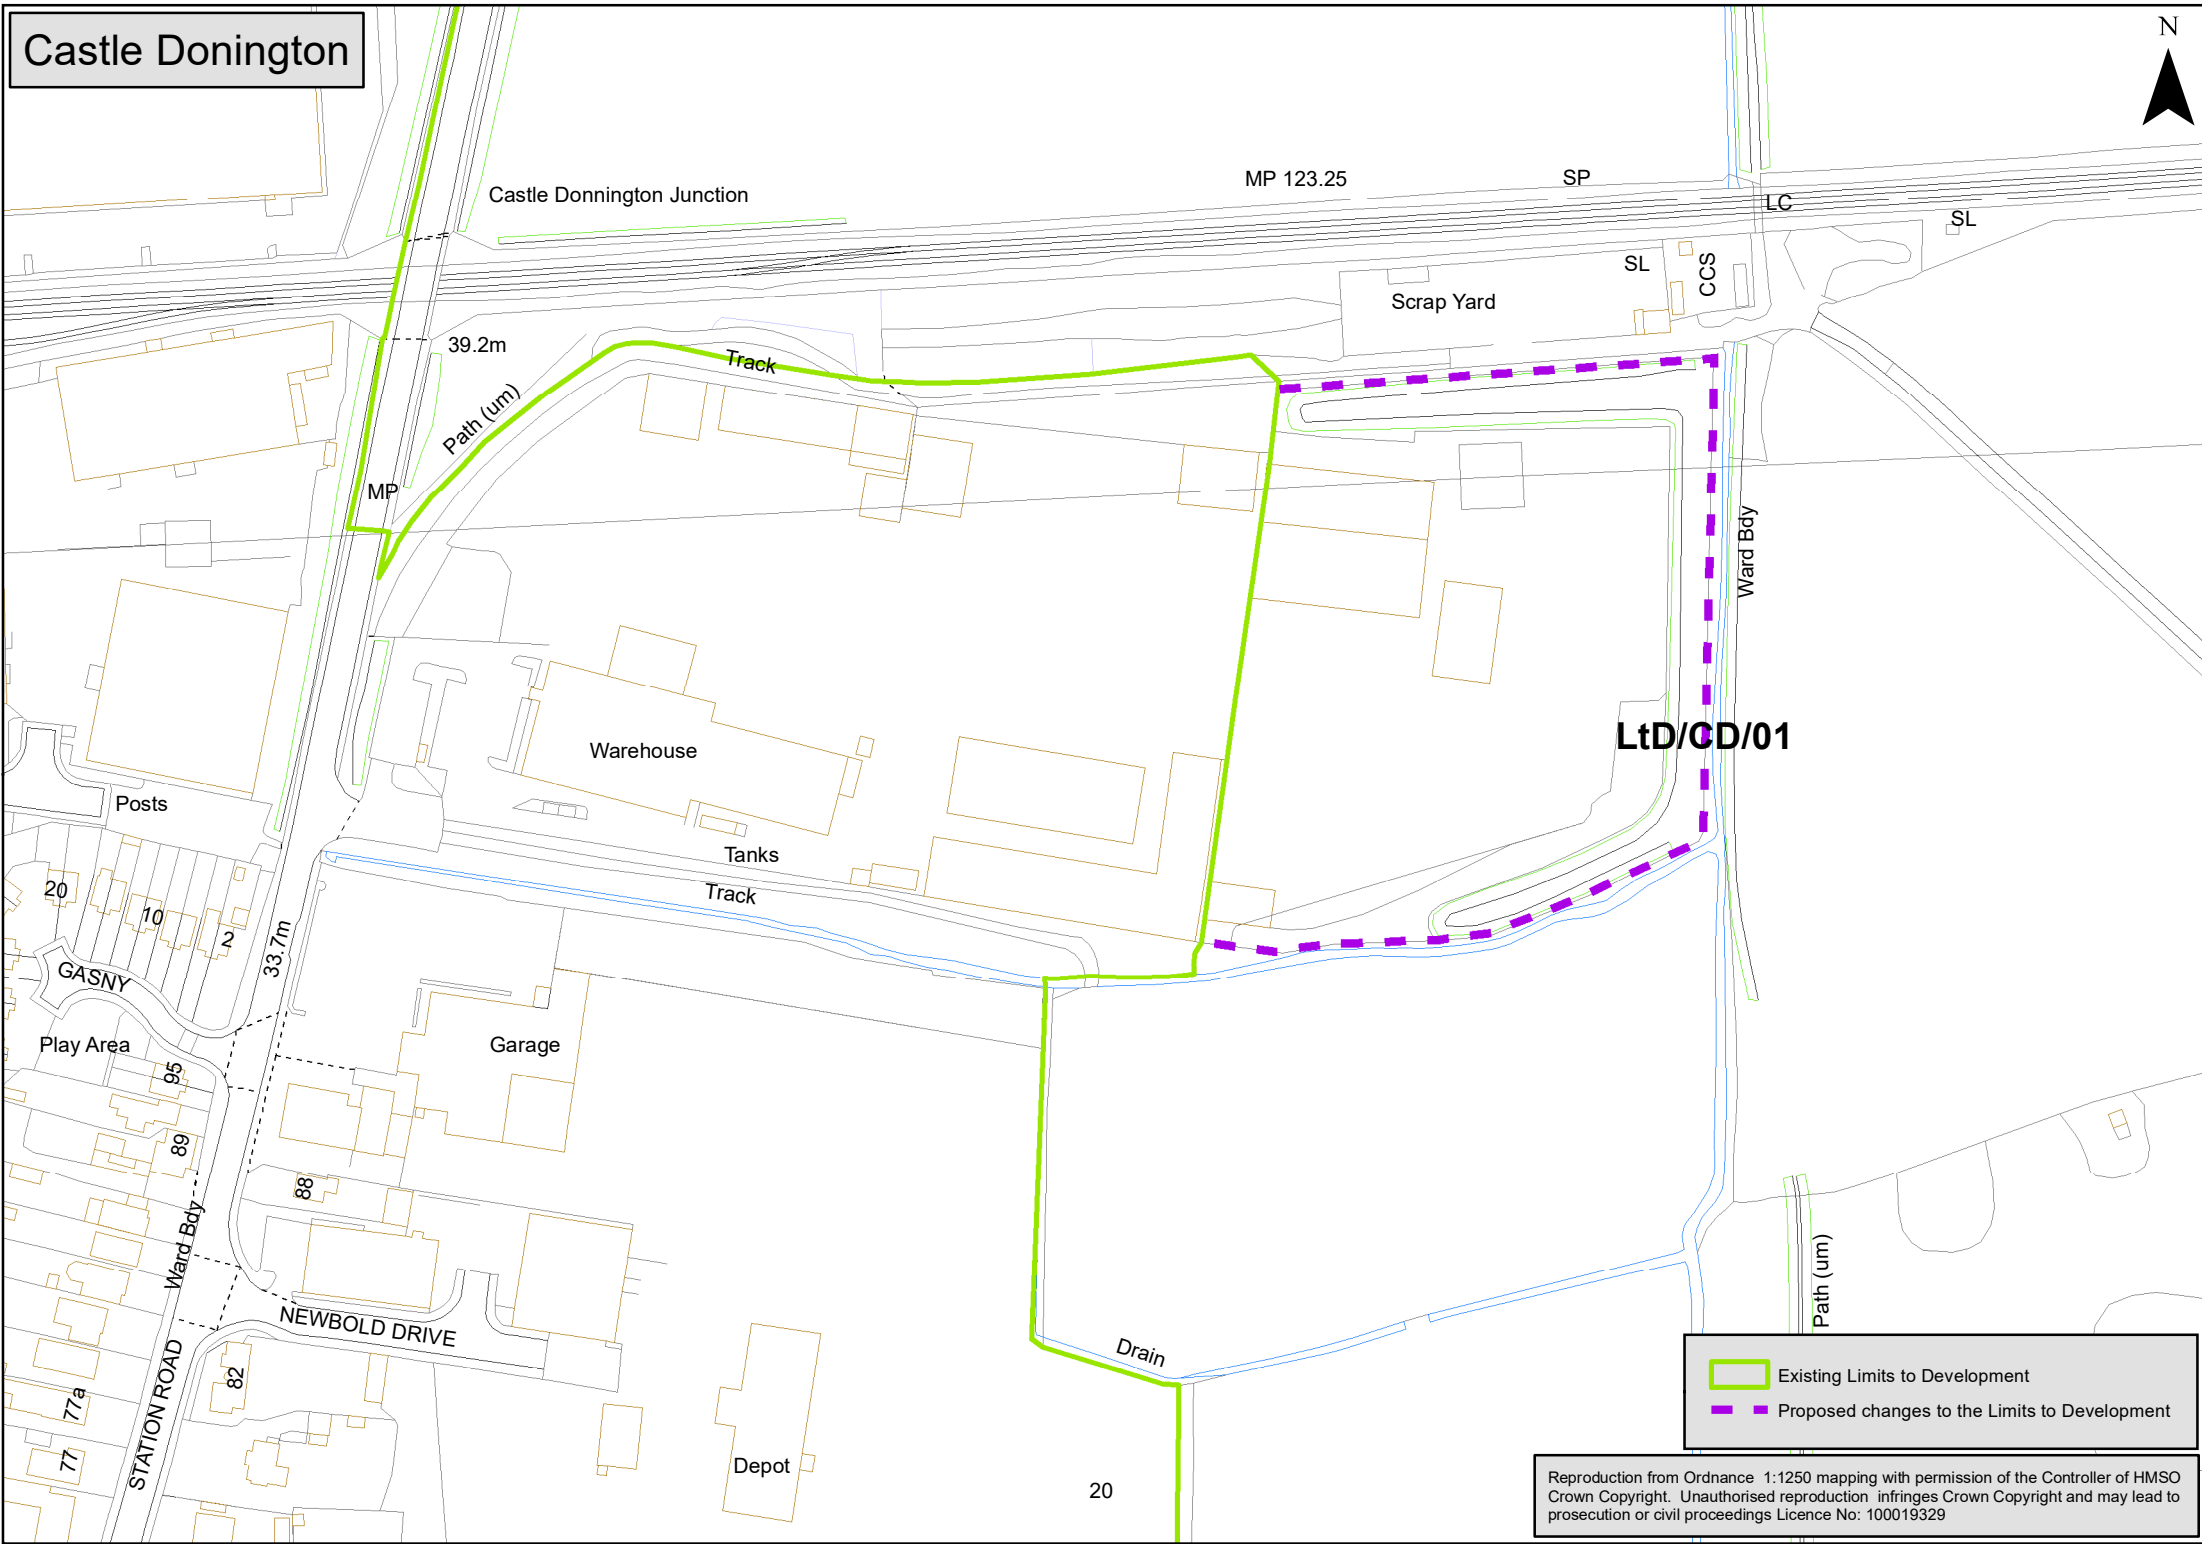 Castle Donington
N
Castle Donnington Junction
MP 123.25
SP
LC
SL
SL
CCS
Scrap Yard
39.2m
Track
Path (um)
MP
Ward Bdy
LtD/CD/01
Warehouse
Posts
Tanks
Track
20
10
2
33.7m
GASNY
Play Area
95
Garage
89
88
Ward Bdy
NEWBOLD DRIVE
STATION ROAD
82
77a
77
Depot
Drain
20
Path (um)
Existing Limits to Development
Proposed changes to the Limits to Development
Reproduction from Ordnance 1:1250 mapping with permission of the Controller of HMSO
Crown Copyright. Unauthorised reproduction infringes Crown Copyright and may lead to
prosecution or civil proceedings Licence No: 100019329